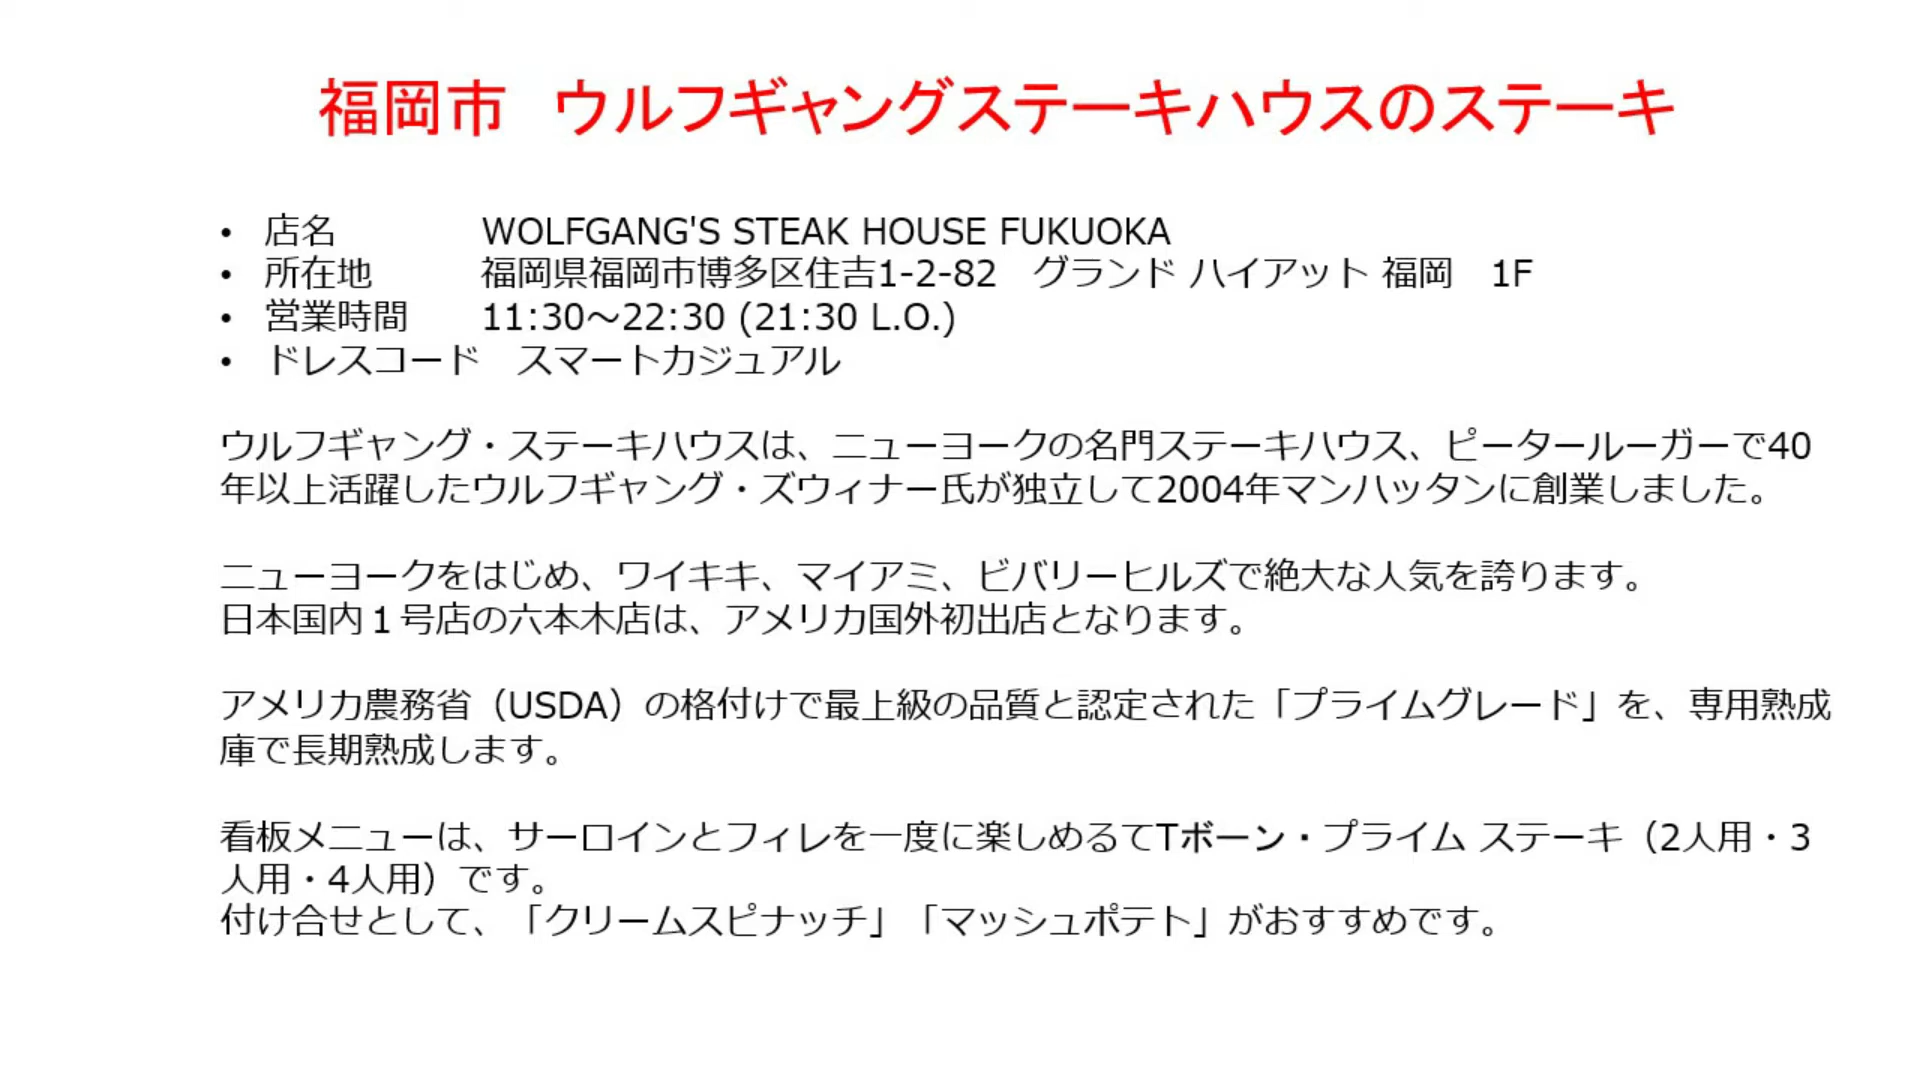 福岡市　ウルフギャングステーキハウスのステーキ
• 店名　WOLFGANG'S STEAK HOUSE FUKUOKA
• 所在地　福岡県福岡市博多区住吉1-2-82　グランド ハイアット 福岡　1F
• 営業時間　11:30～22:30 (21:30 L.O.)
• ドレスコード　スマートカジュアル
ウルフギャング・ステーキハウスは、ニューヨークの名門ステーキハウス、ピータールーガーで40
年以上活躍したウルフギャング・ズウィナー氏が独立して2004年マンハッタンに創業しました。
ニューヨークをはじめ、ワイキキ、マイアミ、ビバリーヒルズで絶大な人気を誇ります。
日本国内１号店の六本木店は、アメリカ国外初出店となります。
アメリカ農務省（USDA）の格付けで最上級の品質と認定された「プライムグレード」を、専用熟成
庫で長期熟成します。
看板メニューは、サーロインとフィレを一度に楽しめるてTボーン・プライム ステーキ（2人用・3
人用・4人用）です。
付け合せとして、「クリームスピナッチ」「マッシュポテト」がおすすめです。